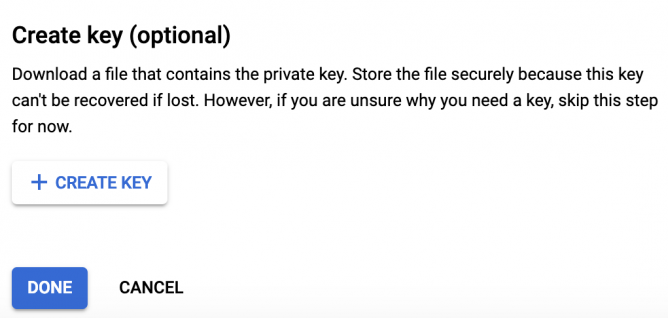 Create key (optional)
Download a file that contains the private key. Store the file securely because this key
can't be recovered if lost. However, if you are unsure why you need a key, skip this step
for now.
+ CREATE KEY
DONE CANCEL